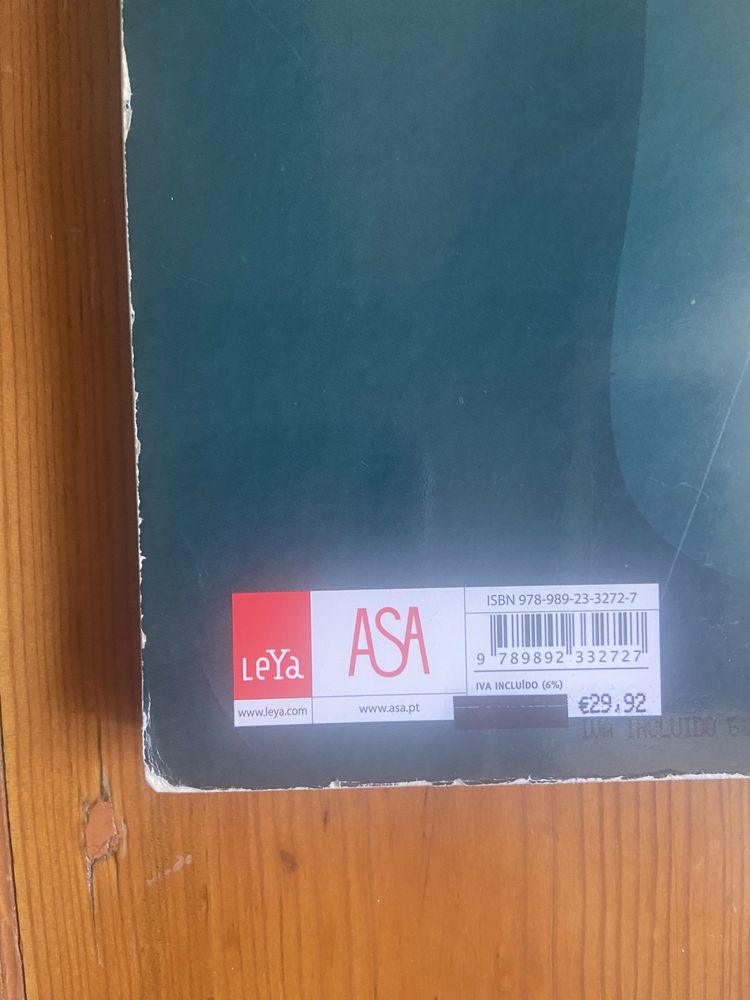 LeYa
www.leya.com
ASA
www.asa.pt
ISBN 978-989-23-3272-7
9 789892 332727
IVA INCLUÍDO (6%)
€29,92
IVA INCLUIDO 6